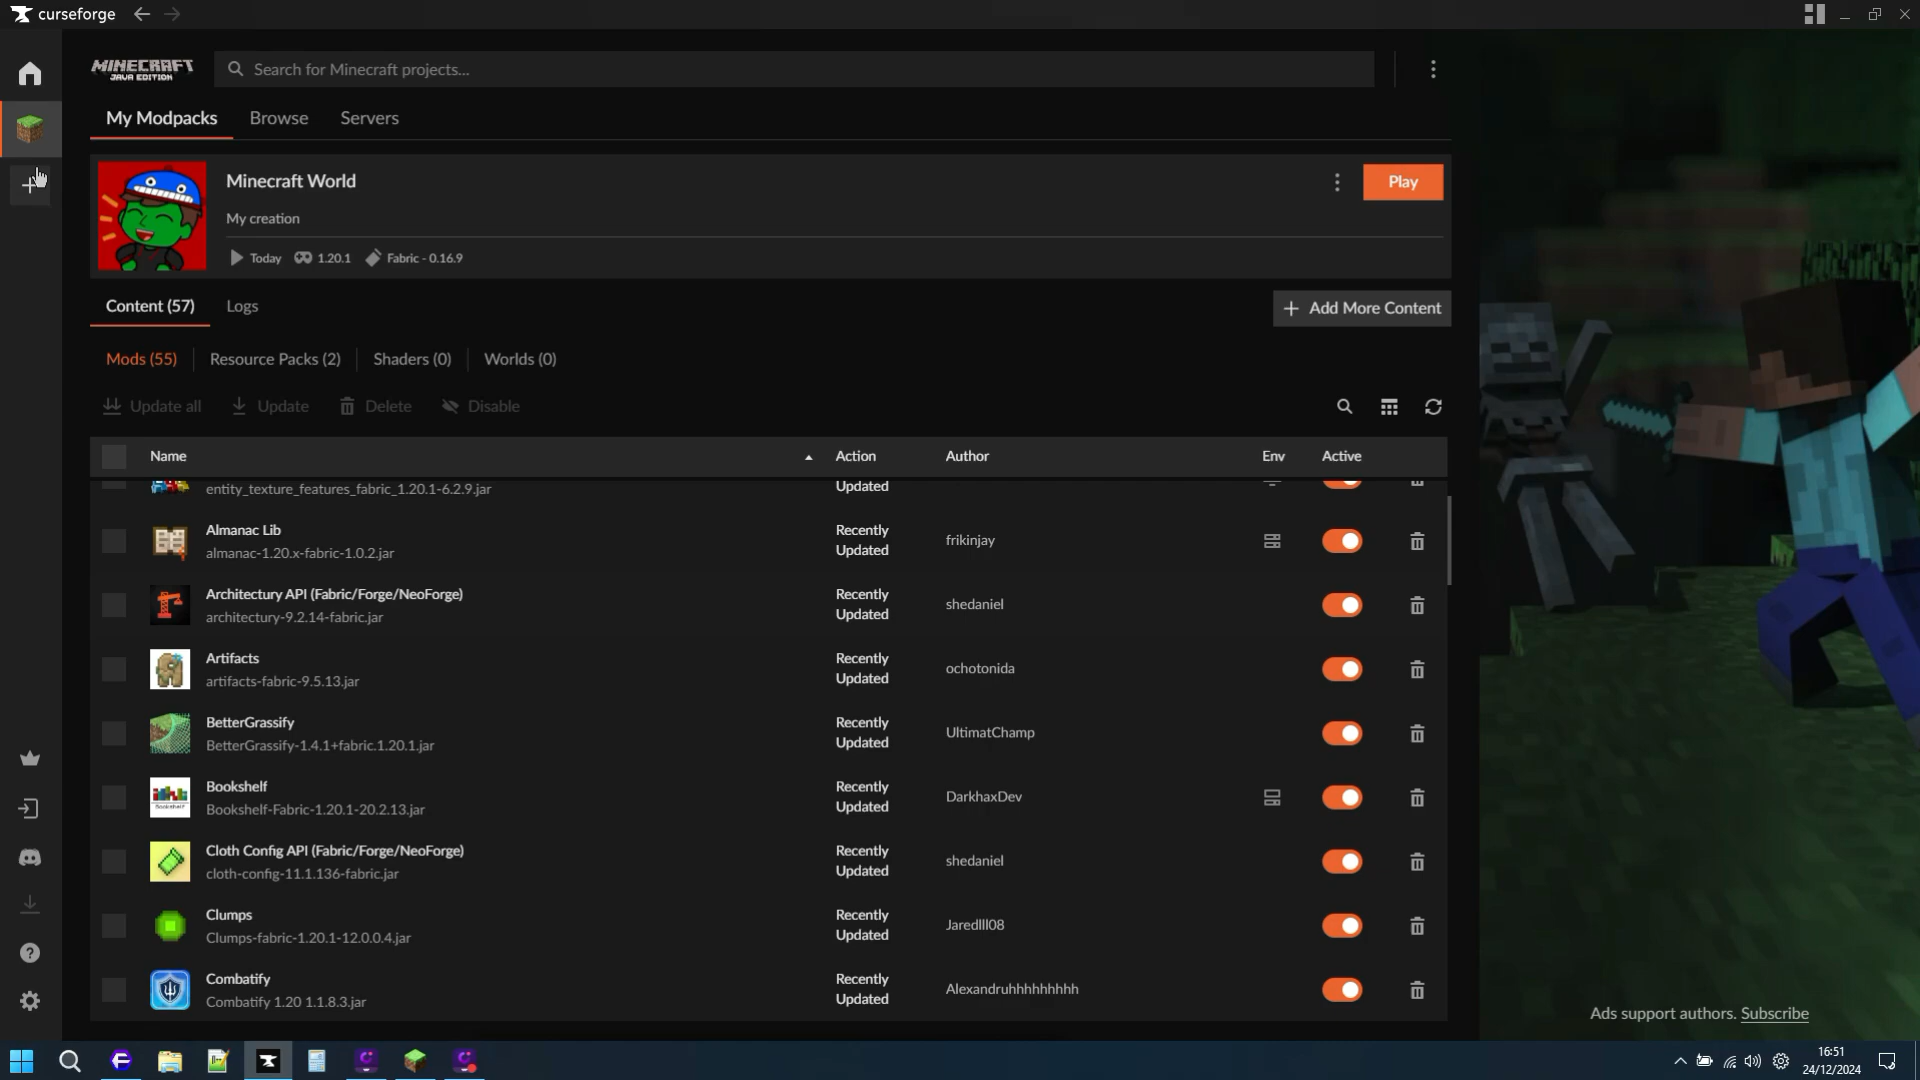 curseforge
MINECRAFT
JAVA EDITION
Search for Minecraft projects...
My Modpacks
Browse
Servers
Minecraft World
Play
My creation
Today
1.20.1
Fabric - 0.16.9
Content (57)
Logs
Add More Content
Mods (55)
Resource Packs (2)
Shaders (0)
Worlds (0)
Update all
Update
Delete
Disable
Name
Action
Author
Env
Active
entity_texture_features_fabric_1.20.1-6.2.9.jar
Updated
Almanac Lib
almanac-1.20.x-fabric-1.0.2.jar
Recently
Updated
frikinjay
Architectury API (Fabric/Forge/NeoForge)
architectury-9.2.14-fabric.jar
Recently
Updated
shedaniel
Artifacts
artifacts-fabric-9.5.13.jar
Recently
Updated
ochotonida
BetterGrassify
BetterGrassify-1.4.1+fabric.1.20.1.jar
Recently
Updated
UltimatChamp
Bookshelf
Bookshelf-Fabric-1.20.1-20.2.13.jar
Recently
Updated
DarkhaxDev
Cloth Config API (Fabric/Forge/NeoForge)
cloth-config-11.1.136-fabric.jar
Recently
Updated
shedaniel
Clumps
Clumps-fabric-1.20.1-12.0.0.4.jar
Recently
Updated
Jaredlll08
Combatify
Combatify 1.20 1.1.8.3.jar
Recently
Updated
Alexandruhhhhhhhhh
Ads support authors. Subscribe
16:51
24/12/2024